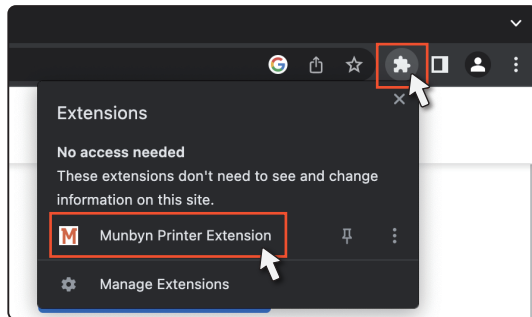 Extensions
No access needed
These extensions don't need to see and change
information on this site.
M Munbyn Printer Extension
Manage Extensions